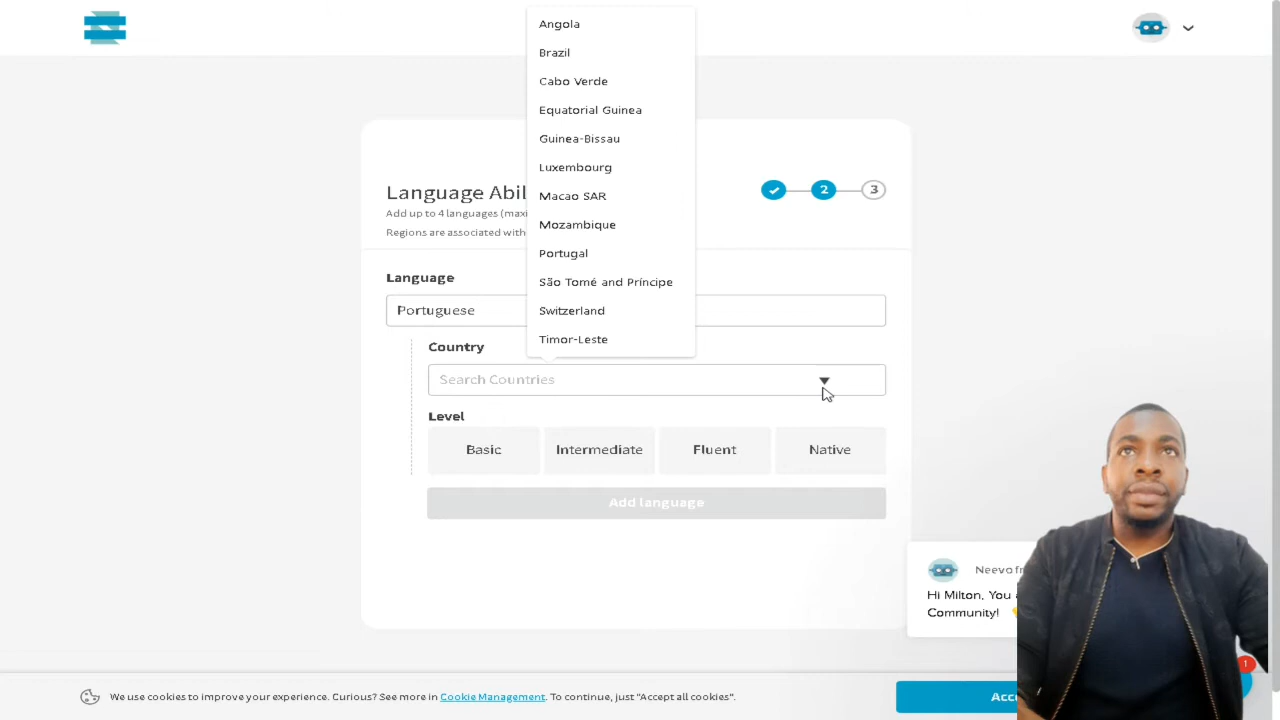 Angola
Brazil
Cabo Verde
Equatorial Guinea
Guinea-Bissau
Luxembourg
Macao SAR
Mozambique
Portugal
São Tomé and Príncipe
Switzerland
Timor-Leste
Language Abil
2
3
Add up to 4 languages (maxi
Regions are associated with
Language
Portuguese
Country
Search Countries
Level
Basic
Intermediate
Fluent
Native
Add language
Neevo
Hi Milton, You
Community!
1
We use cookies to improve your experience. Curious? See more in Cookie Management. To continue, just "Accept all cookies".
Acc